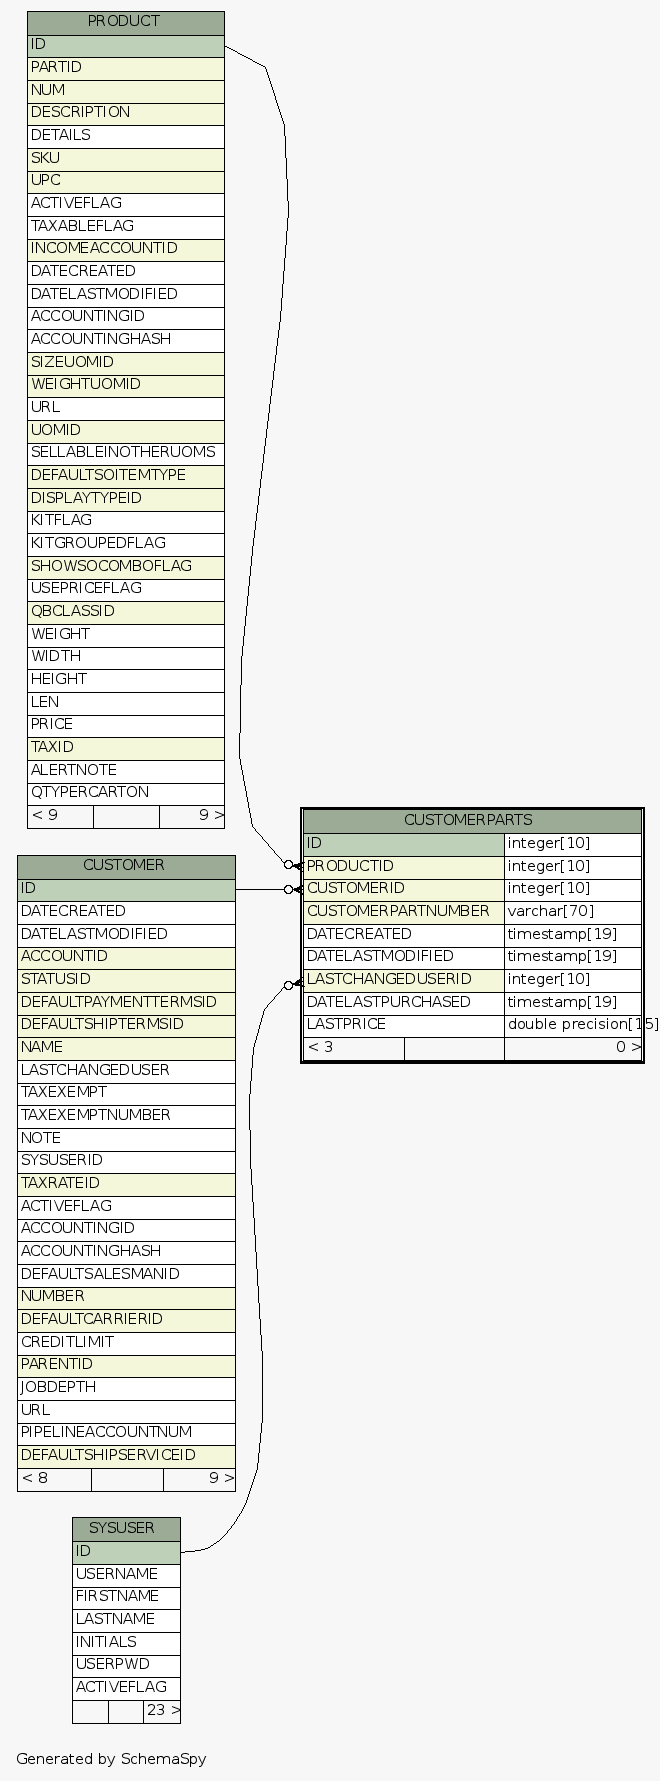 PRODUCT
ID
PARTID
NUM
DESCRIPTION
DETAILS
SKU
UPC
ACTIVEFLAG
TAXABLEFLAG
INCOMEACCOUNTID
DATECREATED
DATELASTMODIFIED
ACCOUNTINGID
ACCOUNTINGHASH
SIZEUOMID
WEIGHTUOMID
URL
UOMID
SELLABLEINOTHERUOMS
DEFAULTSOITEMTYPE
DISPLAYTYPEID
KITFLAG
KITGROUPEDFLAG
SHOWSOCOMBOFLAG
USEPRICEFLAG
QBCLASSID
WEIGHT
WIDTH
HEIGHT
LEN
PRICE
TAXID
ALERTNOTE
QTYPERCARTON
< 9 9 >
CUSTOMERPARTS
ID integer[10]
PRODUCTID integer[10]
CUSTOMERID integer[10]
CUSTOMERPARTNUMBER varchar[70]
DATECREATED timestamp[19]
DATELASTMODIFIED timestamp[19]
LASTCHANGEDUSERID integer[10]
DATELASTPURCHASED timestamp[19]
LASTPRICE double precision[15]
< 3 0 >
CUSTOMER
ID
DATECREATED
DATELASTMODIFIED
ACCOUNTID
STATUSID
DEFAULTPAYMENTTERMSID
DEFAULTSHIPTERMSID
NAME
LASTCHANGEDUSER
TAXEXEMPT
TAXEXEMPTNUMBER
NOTE
SYSUSERID
TAXRATEID
ACTIVEFLAG
ACCOUNTINGID
ACCOUNTINGHASH
DEFAULTSALESMANID
NUMBER
DEFAULTCARRIERID
CREDITLIMIT
PARENTID
JOBDEPTH
URL
PIPELINEACCOUNTNUM
DEFAULTSHIPSERVICEID
< 8 9 >
SYSUSER
ID
USERNAME
FIRSTNAME
LASTNAME
INITIALS
USERPWD
ACTIVEFLAG
23 >
Generated by SchemaSpy